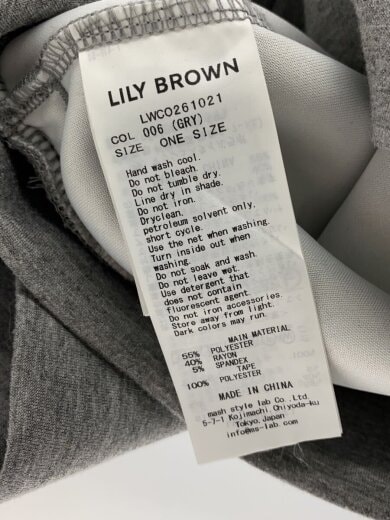 LILY BROWN
LWCO261021
COL 006 (GRY)
SIZE ONE SIZE
Hand wash cool.
Do not bleach.
Do not tumble dry.
Line dry in shade.
Do not iron.
Dryclean.
petroleum solvent only.
short cycle.
Use the net when washing.
Turn inside out when
washing.
Do not soak and wash.
Do not leave wet.
Use detergent that
does not contain
fluorescent agent.
Do not iron accessories.
Store away from light.
Dark colors may run.
MAIN MATERIAL
55% POLYESTER
40% RAYON
5% SPANDEX
TAPE
100% POLYESTER
MADE IN CHINA
mash style lab Co.,Ltd.
5-7-1 Kojimachi,Chiyoda-ku
Tokyo,Japan
info@ms-lab.com